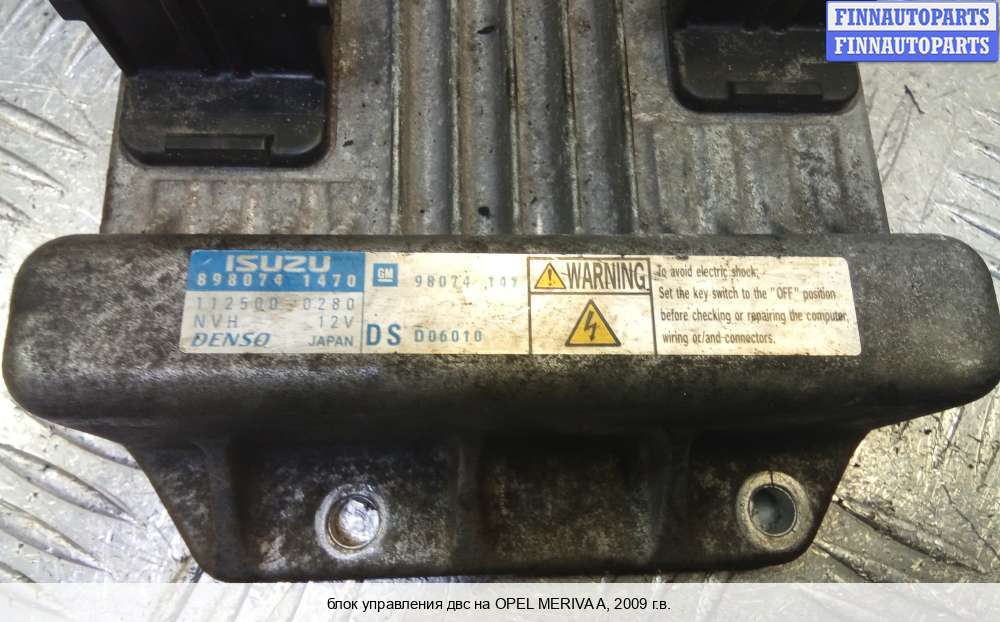 FINNAUTOPARTS
FINNAUTOPARTS
ISUZU
898074 1470
112500-0280
NVH 12V
DENSO JAPAN
GM 98074 147
DS D06010
WARNING
To avoid electric shock,
Set the key switch to the "OFF" position
before checking or repairing the computer,
wiring or/and connectors.
блок управления двс на OPEL MERIVA A, 2009 г.в.